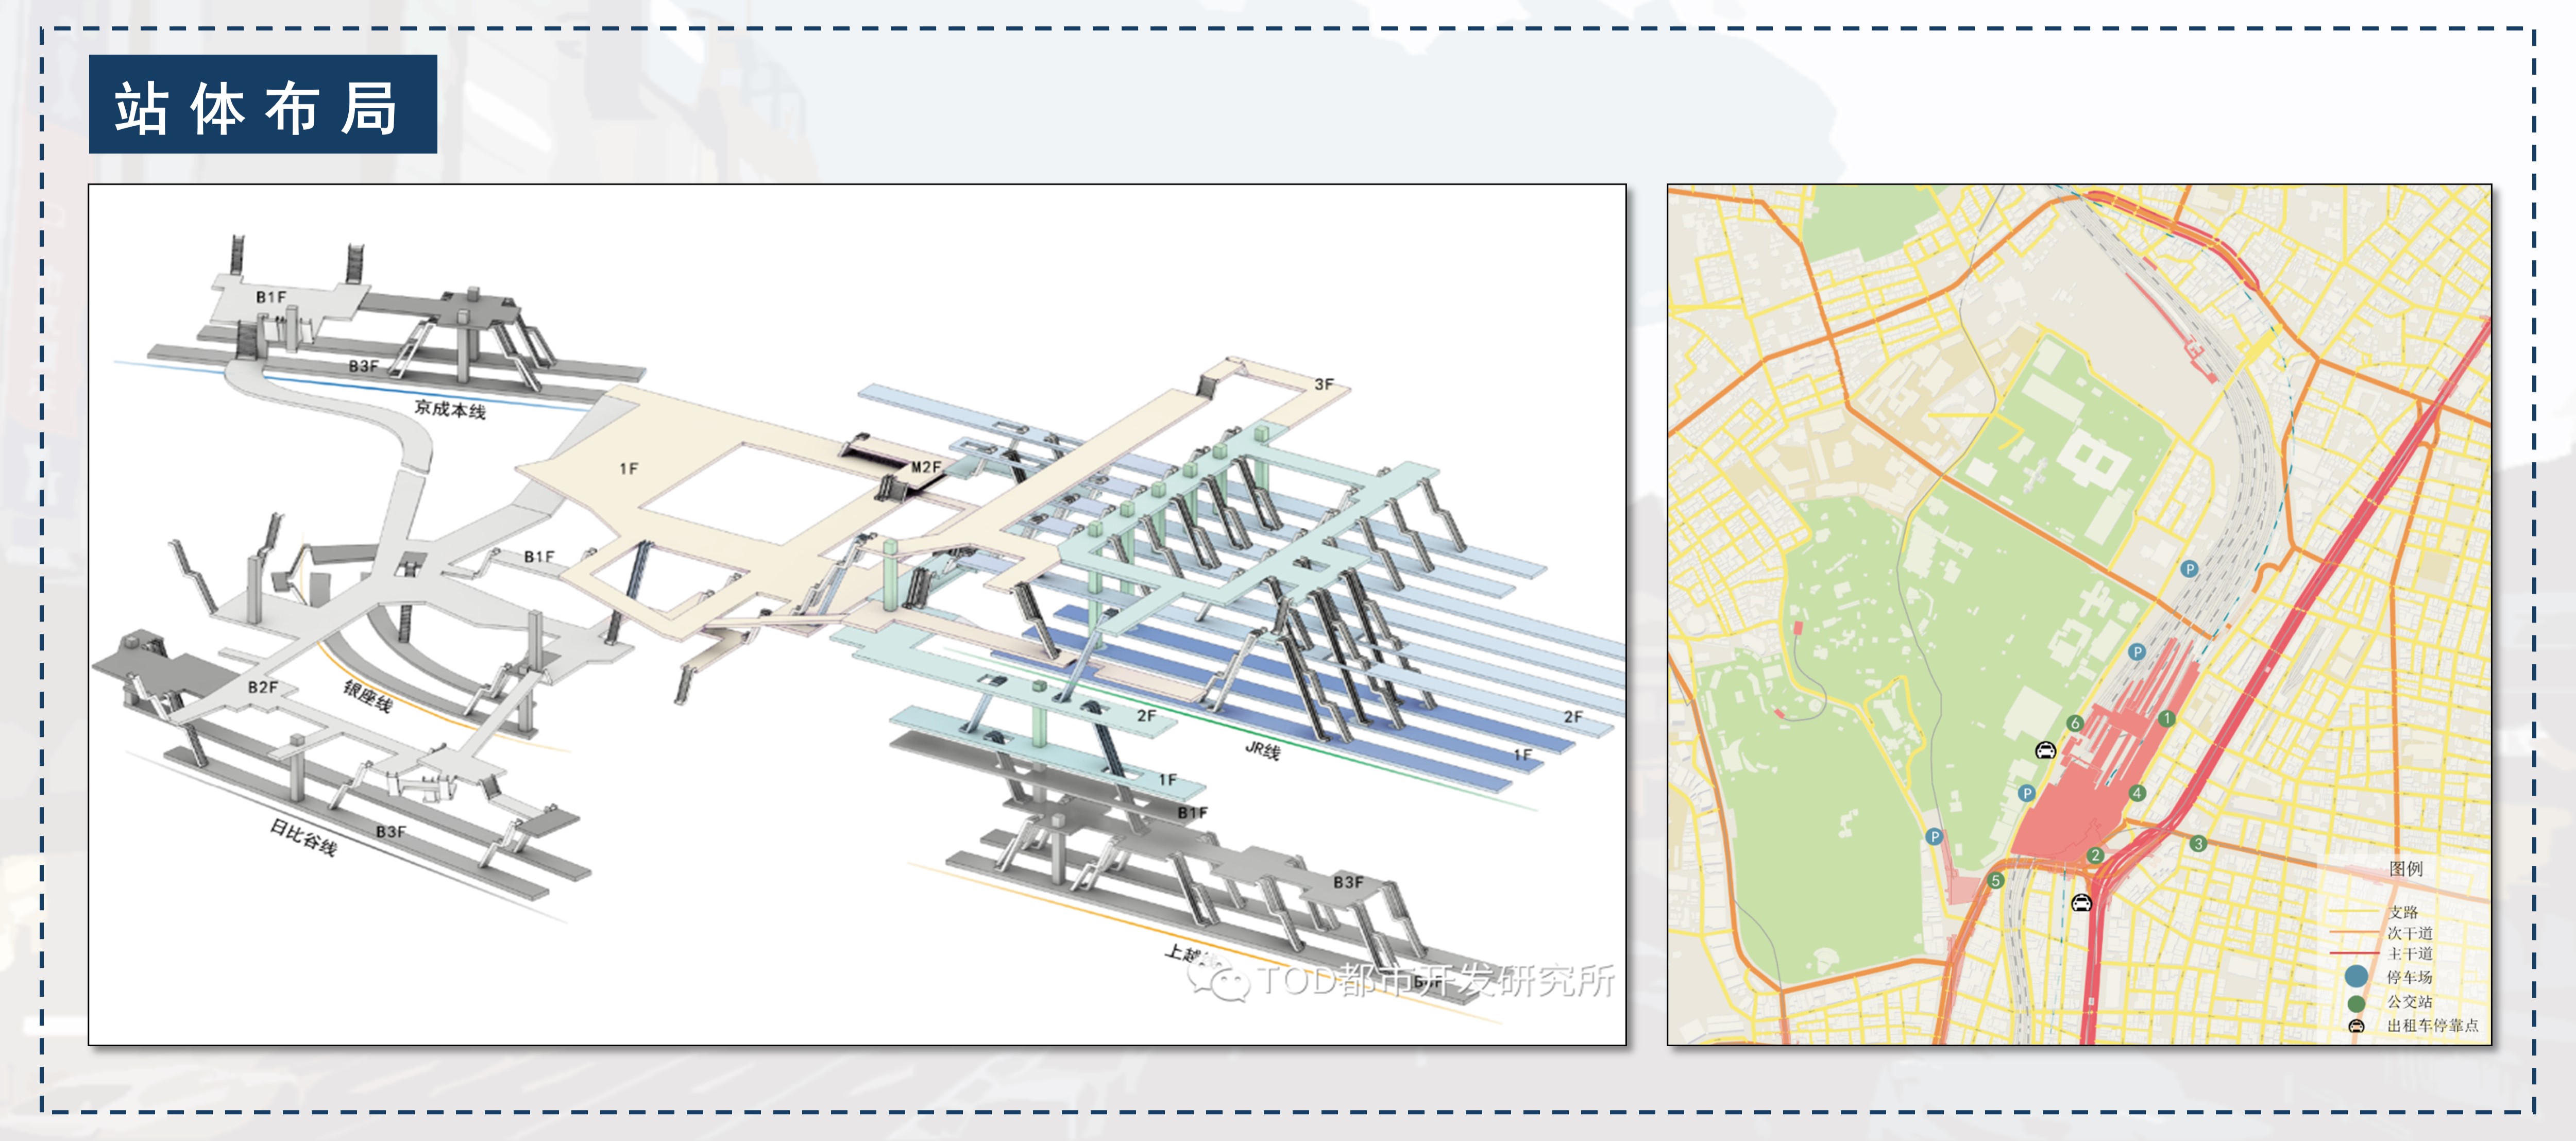 站体布局
B1F
B3F
京成本线
3F
1F
M2F
B1F
B2F
银座线
2F
2F
JR线
1F
1F
B1F
B3F
日比谷线
B3F
上越
TOD都市开发研究所
P
P
6
1
P
4
P
2
3
5
图例
支路
次干道
主干道
停车场
公交站
出租车停靠点